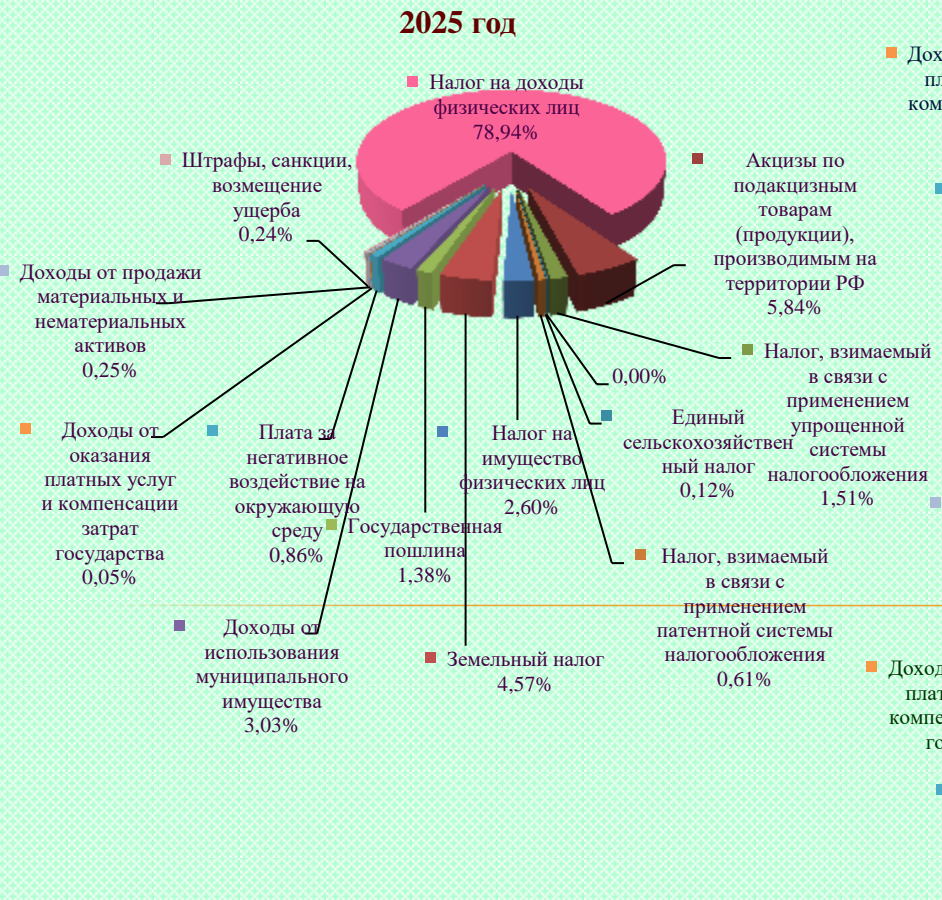 2025 год
Налог на доходы
физических лиц
78,94%
Штрафы, санкции,
возмещение
ущерба
0,24%
Акцизы по
подакцизным
товарам
(продукции),
производимым на
территории РФ
5,84%
Доходы от продажи
материальных и
нематериальных
активов
0,25%
Налог, взимаемый
в связи с
применением
упрощенной
системы
налогообложения
1,51%
0,00%
Единый
сельскохозяйствен
ный налог
0,12%
Доходы от
оказания
платных услуг
и компенсации
затрат
государства
0,05%
Плата за
негативное
воздействие на
окружающую
среду
0,86%
Налог на
имущество
физических лиц
2,60%
Государственная
пошлина
1,38%
Налог, взимаемый
в связи с
применением
патентной системы
налогообложения
0,61%
Доходы от
использования
муниципального
имущества
3,03%
Земельный налог
4,57%